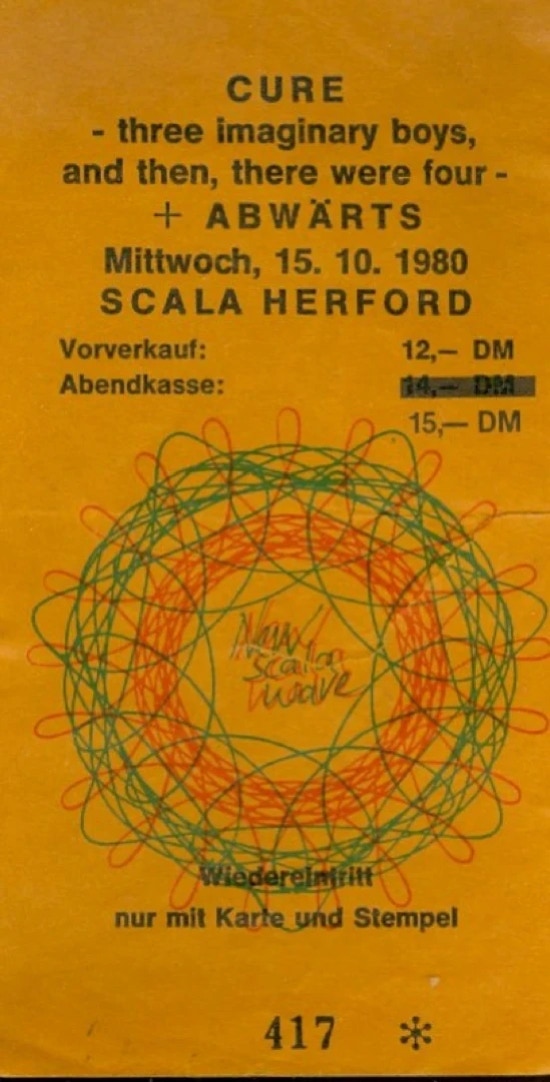 CURE
- three imaginary boys,
and then, there were four -
+ ABWÄRTS
Mittwoch, 15. 10. 1980
SCALA HERFORD
Vorverkauf: 12,— DM
Abendkasse: 14,— DM
15,— DM
scala
wave
Wiedereintritt
nur mit Karte und Stempel
417 *